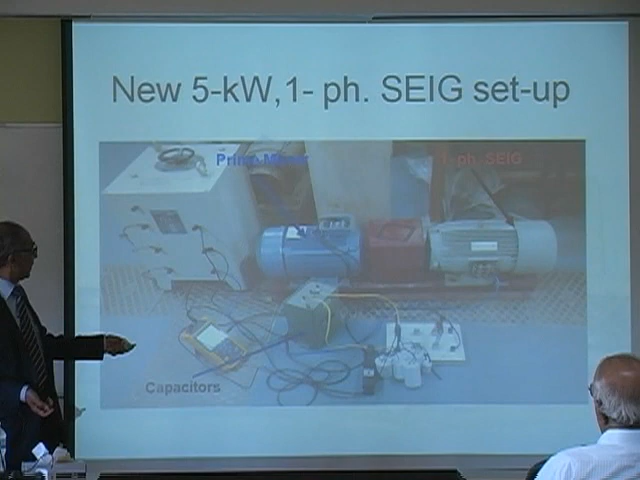 New 5-kW,1- ph. SEIG set-up
Prime Mover
1-ph. SEIG
Capacitors